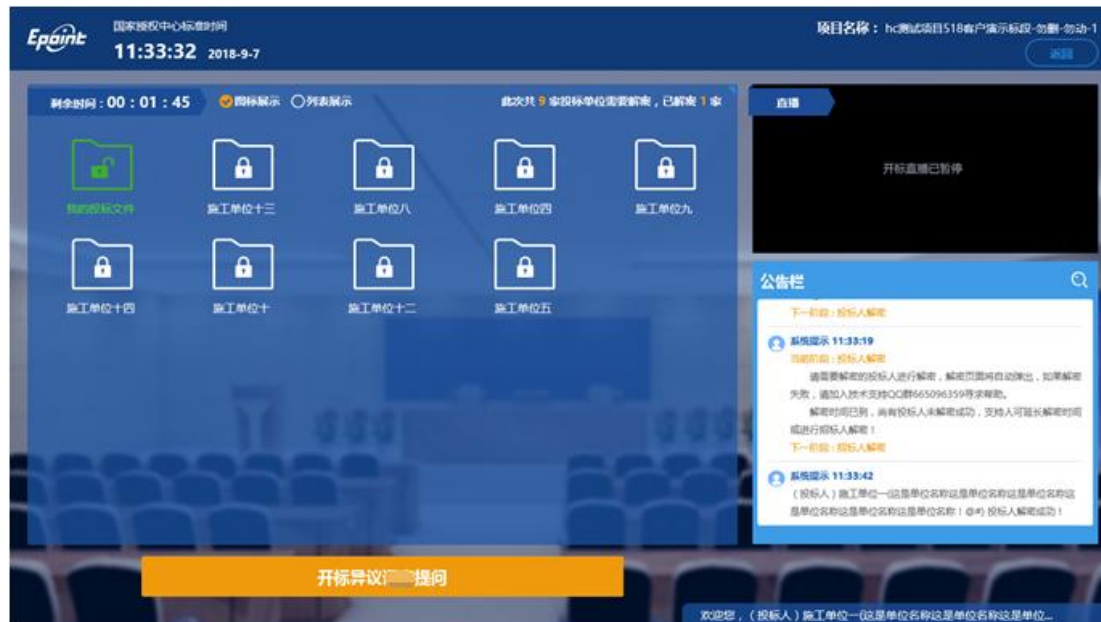 Epoint
国家授权中心标准时间
11:33:32 2018-9-7
项目名称：hc测试项目518客户演示标段-勿删-勿动-1
返回
剩余时间：00：01：45
图标展示
列表展示
此次共 9 家投标单位需要解密，已解密 1 家
直播
开标直播已暂停
我的投标文件
施工单位十三
施工单位八
施工单位四
施工单位九
施工单位十四
施工单位十
施工单位十二
施工单位五
公告栏
下一阶段：投标人解密
系统提示 11:33:19
当前阶段：投标人解密
请需要解密的投标人进行解密，解密页面将自动弹出，如果解密
失败，请加入技术支持QQ群665096359寻求帮助。
解密时间已到，尚有投标人未解密成功，支持人可延长解密时间
或进行招标人解密！
下一阶段：招标人解密
系统提示 11:33:42
（投标人）施工单位一(这是单位名称这是单位名称这是单位名称这
是单位名称这是单位名称这是单位名称！@#) 投标人解密成功！
开标异议 提问
欢迎您，（投标人）施工单位一(这是单位名称这是单位名称这是单位...